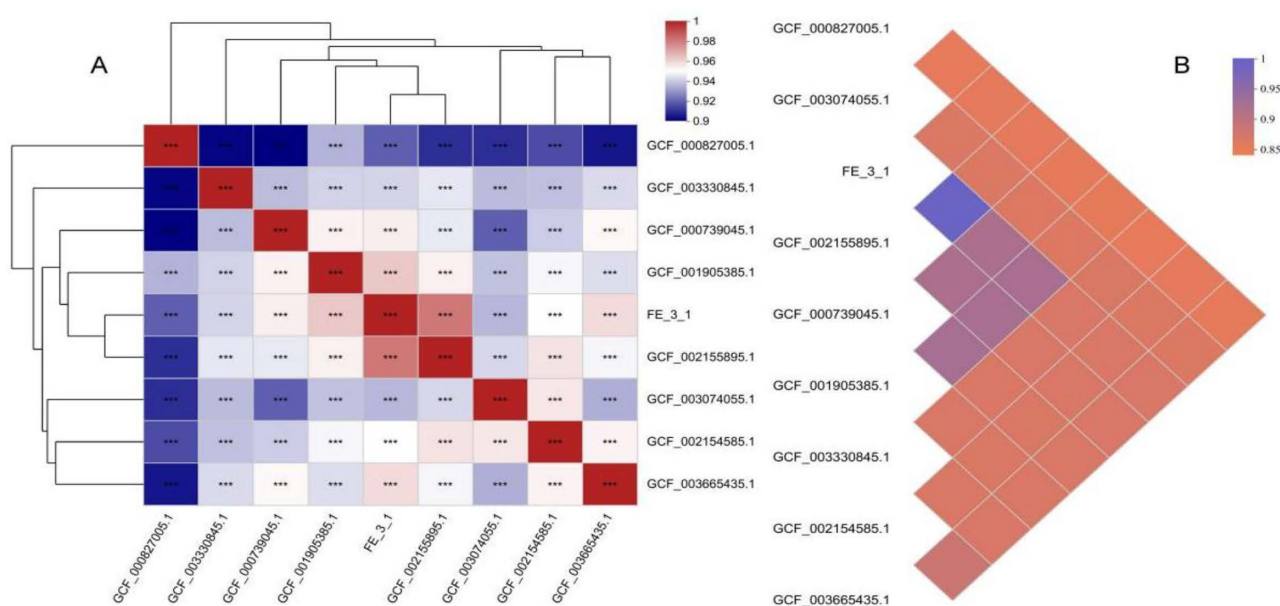 A
1
0.98
0.96
0.94
0.92
0.9
*** *** *** *** *** *** *** *** *** GCF_000827005.1
*** *** *** *** *** *** *** *** *** GCF_003330845.1
*** *** *** *** *** *** *** *** *** GCF_000739045.1
*** *** *** *** *** *** *** *** *** GCF_001905385.1
*** *** *** *** *** *** *** *** *** FE_3_1
*** *** *** *** *** *** *** *** *** GCF_002155895.1
*** *** *** *** *** *** *** *** *** GCF_003074055.1
*** *** *** *** *** *** *** *** *** GCF_002154585.1
*** *** *** *** *** *** *** *** *** GCF_003665435.1
GCF_000827005.1
GCF_003330845.1
GCF_000739045.1
GCF_001905385.1
FE_3_1
GCF_002155895.1
GCF_003074055.1
GCF_002154585.1
GCF_003665435.1
B
1
0.95
0.9
0.85
GCF_000827005.1
GCF_003074055.1
FE_3_1
GCF_002155895.1
GCF_000739045.1
GCF_001905385.1
GCF_003330845.1
GCF_002154585.1
GCF_003665435.1